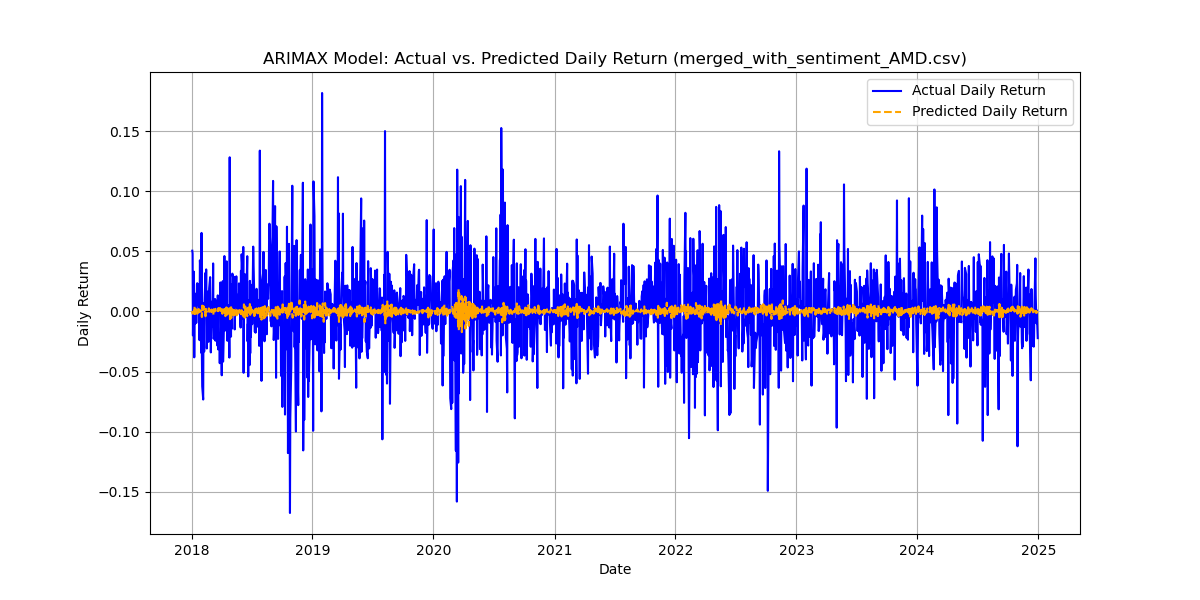 ARIMAX Model: Actual vs. Predicted Daily Return (merged_with_sentiment_AMD.csv)
Actual Daily Return
Predicted Daily Return
Daily Return
0.15
0.10
0.05
0.00
−0.05
−0.10
−0.15
2018 2019 2020 2021 2022 2023 2024 2025
Date